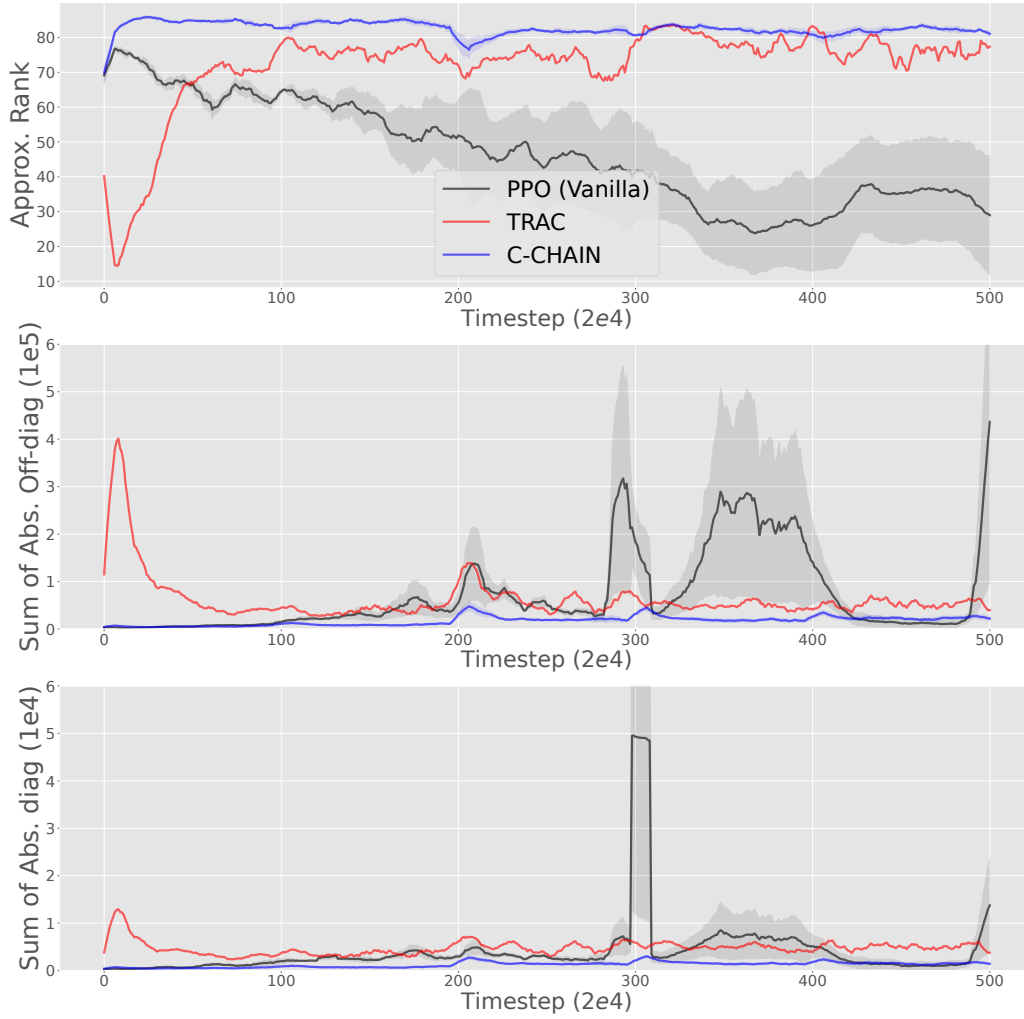 Approx. Rank
80
70
60
50
40
30
20
10
PPO (Vanilla)
TRAC
C-CHAIN
0 100 200 300 400 500
Timestep (2e4)
Sum of Abs. Off-diag (1e5)
6
5
4
3
2
1
0
0 100 200 300 400 500
Timestep (2e4)
Sum of Abs. diag (1e4)
6
5
4
3
2
1
0
0 100 200 300 400 500
Timestep (2e4)